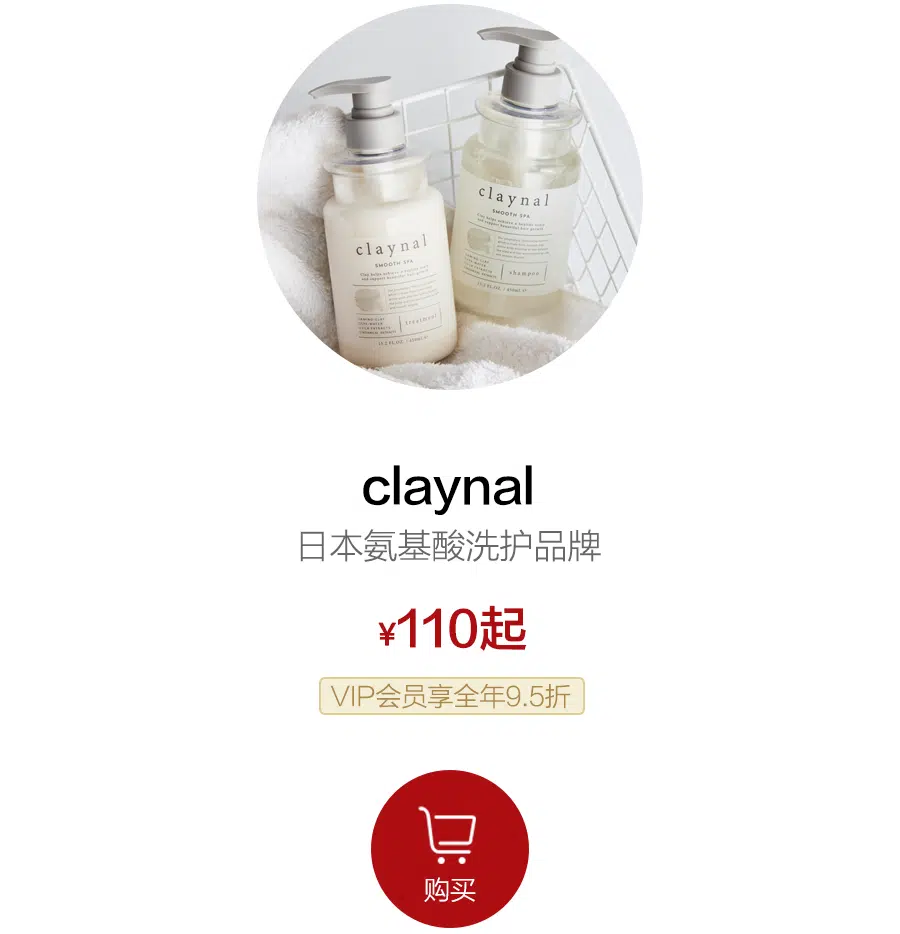 claynal
SMOOTH SPA
treatment
claynal
SMOOTH SPA
shampoo
claynal
日本氨基酸洗护品牌
¥110起
VIP会员享全年9.5折
购买